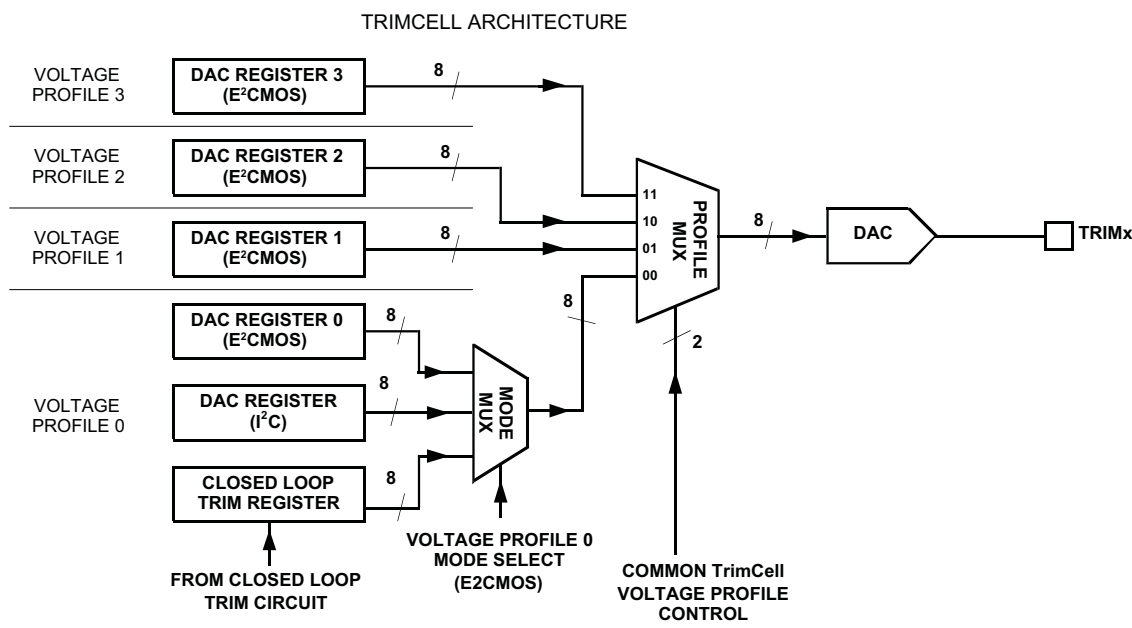 TRIMCELL ARCHITECTURE
VOLTAGE
PROFILE 3
DAC REGISTER 3
(E²CMOS)
8
VOLTAGE
PROFILE 2
DAC REGISTER 2
(E²CMOS)
8
VOLTAGE
PROFILE 1
DAC REGISTER 1
(E²CMOS)
8
VOLTAGE
PROFILE 0
DAC REGISTER 0
(E²CMOS)
8
DAC REGISTER
(I²C)
8
CLOSED LOOP
TRIM REGISTER
8
FROM CLOSED LOOP
TRIM CIRCUIT
MODE
MUX
VOLTAGE PROFILE 0
MODE SELECT
(E2CMOS)
8
11
10
01
00
PROFILE
MUX
2
COMMON TrimCell
VOLTAGE PROFILE
CONTROL
8
DAC
TRIMx